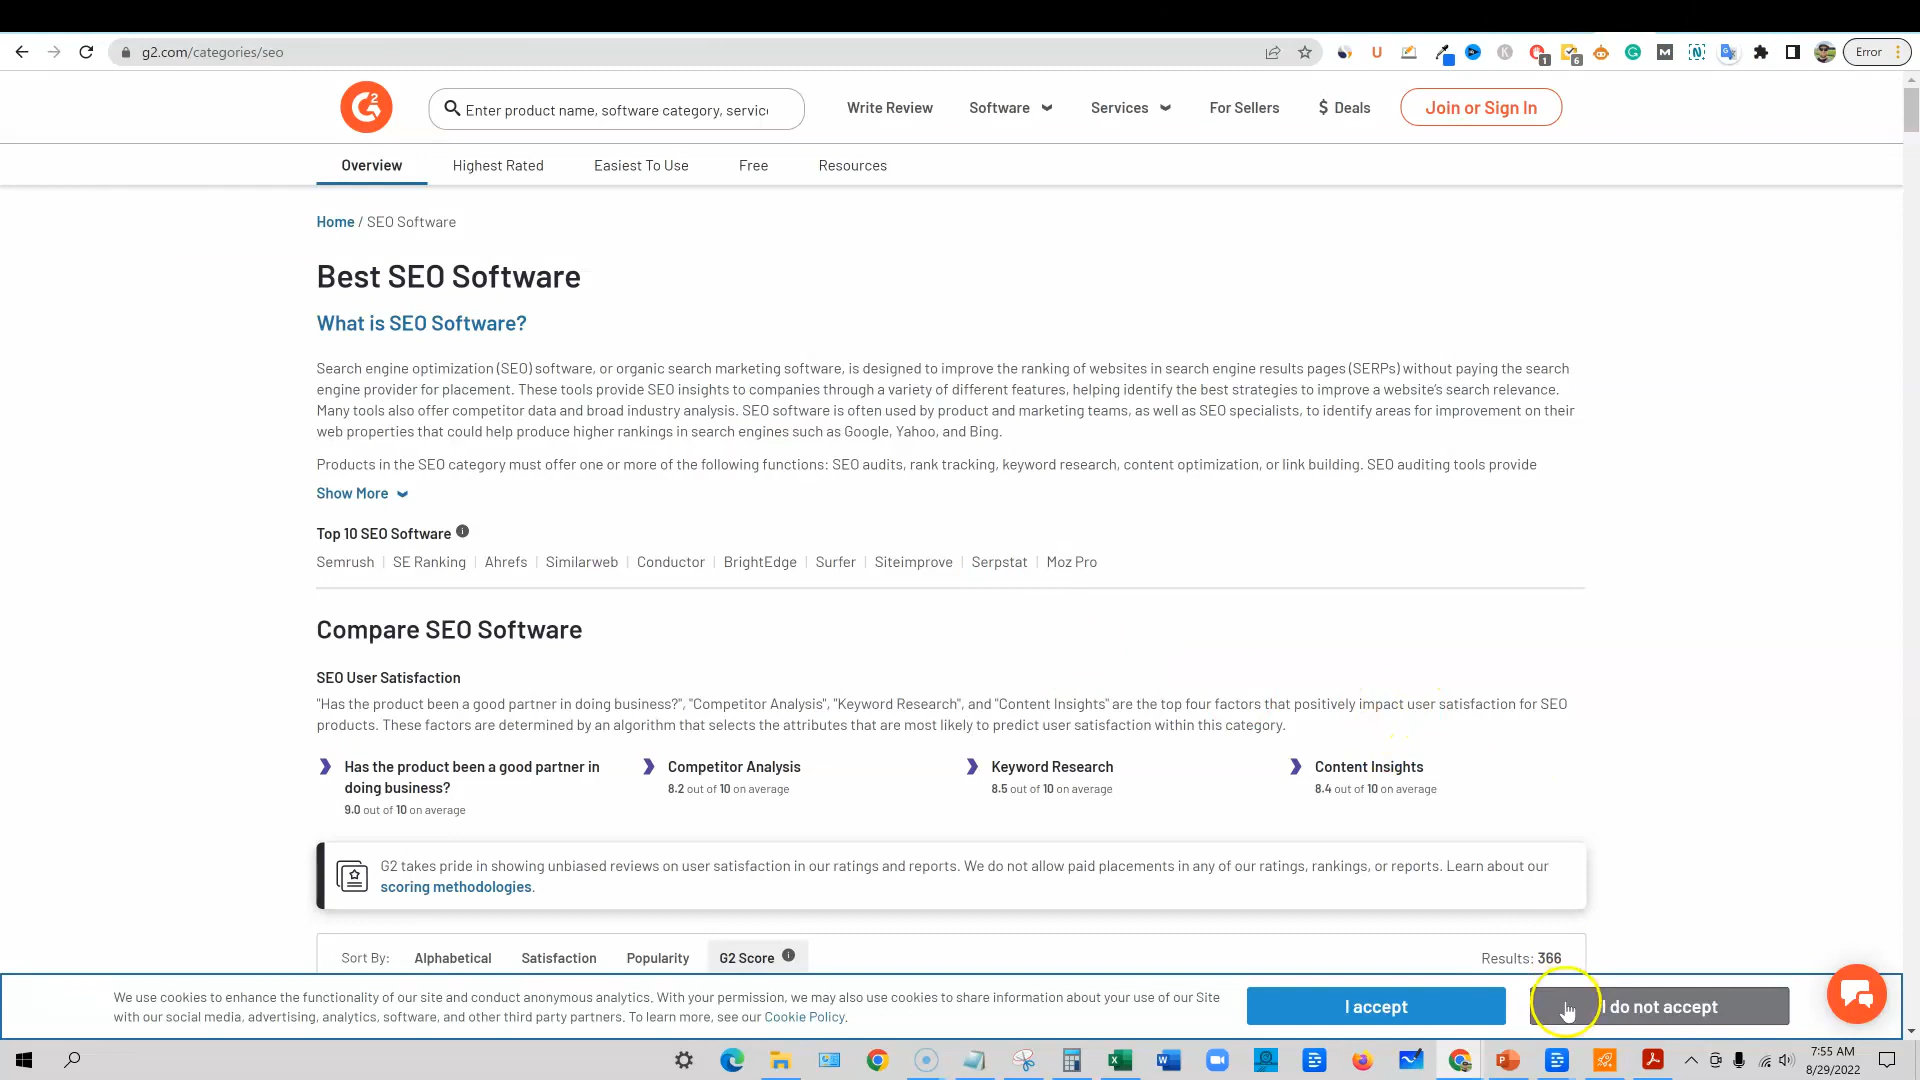 g2.com/categories/seo
Error
Enter product name, software category, servic
Write Review
Software
Services
For Sellers
$ Deals
Join or Sign In
Overview
Highest Rated
Easiest To Use
Free
Resources
Home / SEO Software
Best SEO Software
What is SEO Software?
Search engine optimization (SEO) software, or organic search marketing software, is designed to improve the ranking of websites in search engine results pages (SERPs) without paying the search
engine provider for placement. These tools provide SEO insights to companies through a variety of different features, helping identify the best strategies to improve a website's search relevance.
Many tools also offer competitor data and broad industry analysis. SEO software is often used by product and marketing teams, as well as SEO specialists, to identify areas for improvement on their
web properties that could help produce higher rankings in search engines such as Google, Yahoo, and Bing.
Products in the SEO category must offer one or more of the following functions: SEO audits, rank tracking, keyword research, content optimization, or link building. SEO auditing tools provide
Show More
Top 10 SEO Software
Semrush | SE Ranking | Ahrefs | Similarweb | Conductor | BrightEdge | Surfer | Siteimprove | Serpstat | Moz Pro
Compare SEO Software
SEO User Satisfaction
"Has the product been a good partner in doing business?", "Competitor Analysis", "Keyword Research", and "Content Insights" are the top four factors that positively impact user satisfaction for SEO
products. These factors are determined by an algorithm that selects the attributes that are most likely to predict user satisfaction within this category.
Has the product been a good partner in
doing business?
9.0 out of 10 on average
Competitor Analysis
8.2 out of 10 on average
Keyword Research
8.5 out of 10 on average
Content Insights
8.4 out of 10 on average
G2 takes pride in showing unbiased reviews on user satisfaction in our ratings and reports. We do not allow paid placements in any of our ratings, rankings, or reports. Learn about our
scoring methodologies.
Sort By:
Alphabetical
Satisfaction
Popularity
G2 Score
Results: 366
We use cookies to enhance the functionality of our site and conduct anonymous analytics. With your permission, we may also use cookies to share information about your use of our Site
with our social media, advertising, analytics, software, and other third party partners. To learn more, see our Cookie Policy.
I accept
I do not accept
7:55 AM
8/29/2022